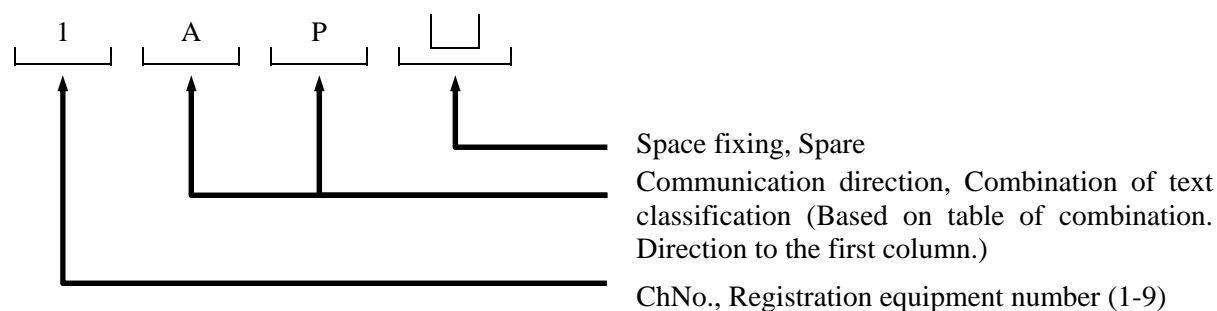 1 A P
Space fixing, Spare
Communication direction, Combination of text
classification (Based on table of combination.
Direction to the first column.)
ChNo., Registration equipment number (1-9)